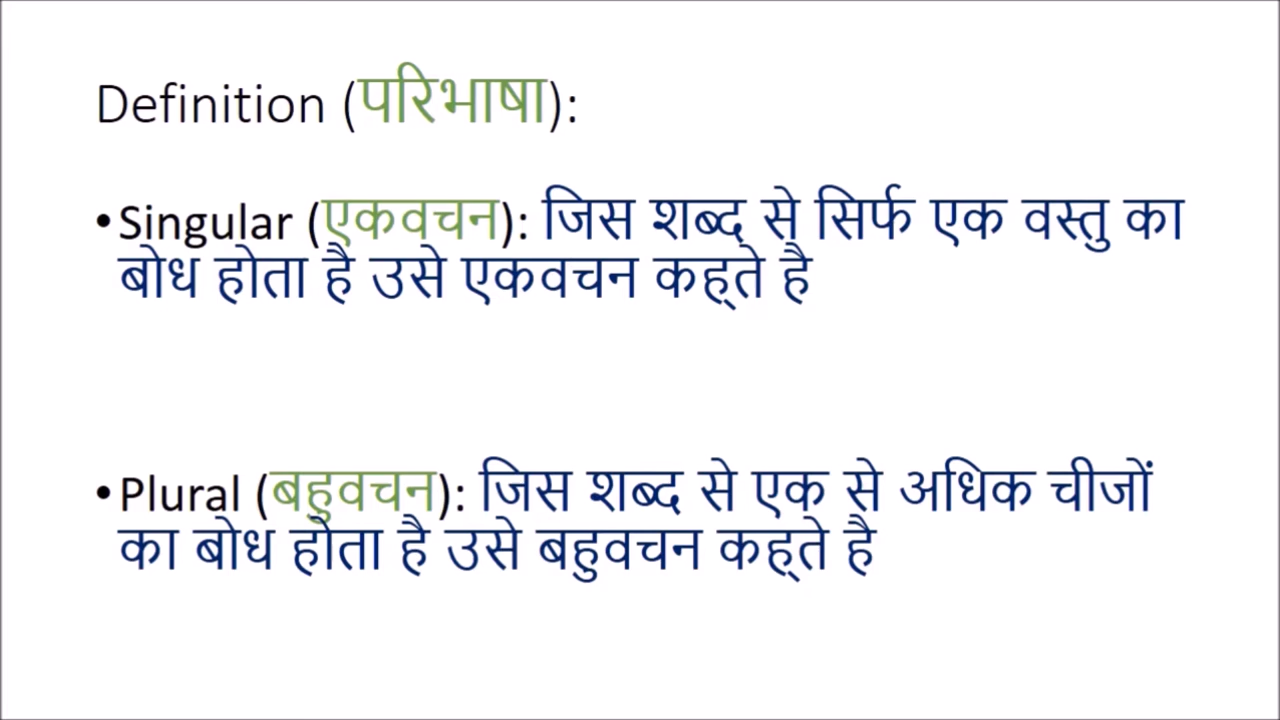 Definition (परिभाषा):
•Singular (एकवचन): जिस शब्द से सिर्फ एक वस्तु का
बोध होता है उसे एकवचन कह्ते है
•Plural (बहुवचन): जिस शब्द से एक से अधिक चीजों
का बोध होता है उसे बहुवचन कह्ते है